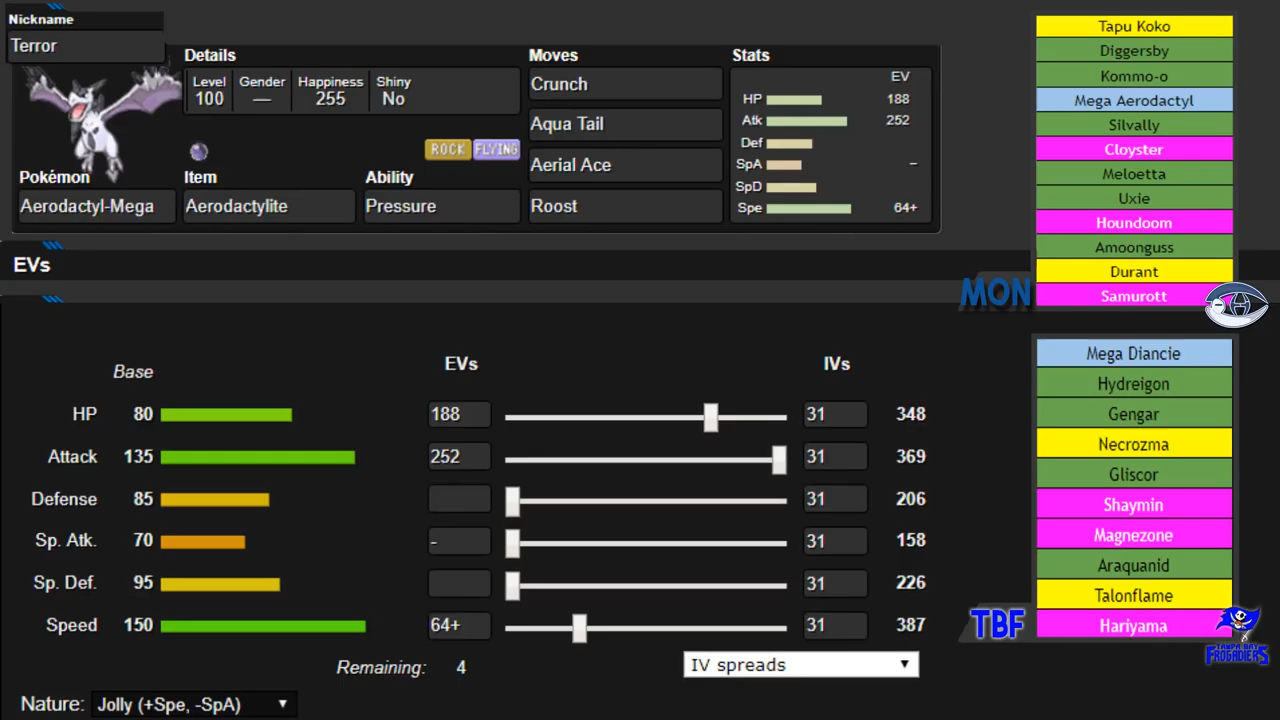 Nickname
Terror
Details
Level
100
Gender
—
Happiness
255
Shiny
No
ROCK FLYING
Pokémon
Aerodactyl-Mega
Item
Aerodactylite
Ability
Pressure
Moves
Crunch
Aqua Tail
Aerial Ace
Roost
Stats
EV
HP 188
Atk 252
Def
SpA –
SpD
Spe 64+
EVs
Base EVs IVs
HP 80 188 31 348
Attack 135 252 31 369
Defense 85 31 206
Sp. Atk. 70 - 31 158
Sp. Def. 95 31 226
Speed 150 64+ 31 387
Remaining: 4
IV spreads
Nature: Jolly (+Spe, -SpA)
Tapu Koko
Diggersby
Kommo-o
Mega Aerodactyl
Silvally
Cloyster
Meloetta
Uxie
Houndoom
Amoonguss
Durant
Samurott
MON
Mega Diancie
Hydreigon
Gengar
Necrozma
Gliscor
Shaymin
Magnezone
Araquanid
Talonflame
Hariyama
TBF
TAMPA BAY
FROGADIERS